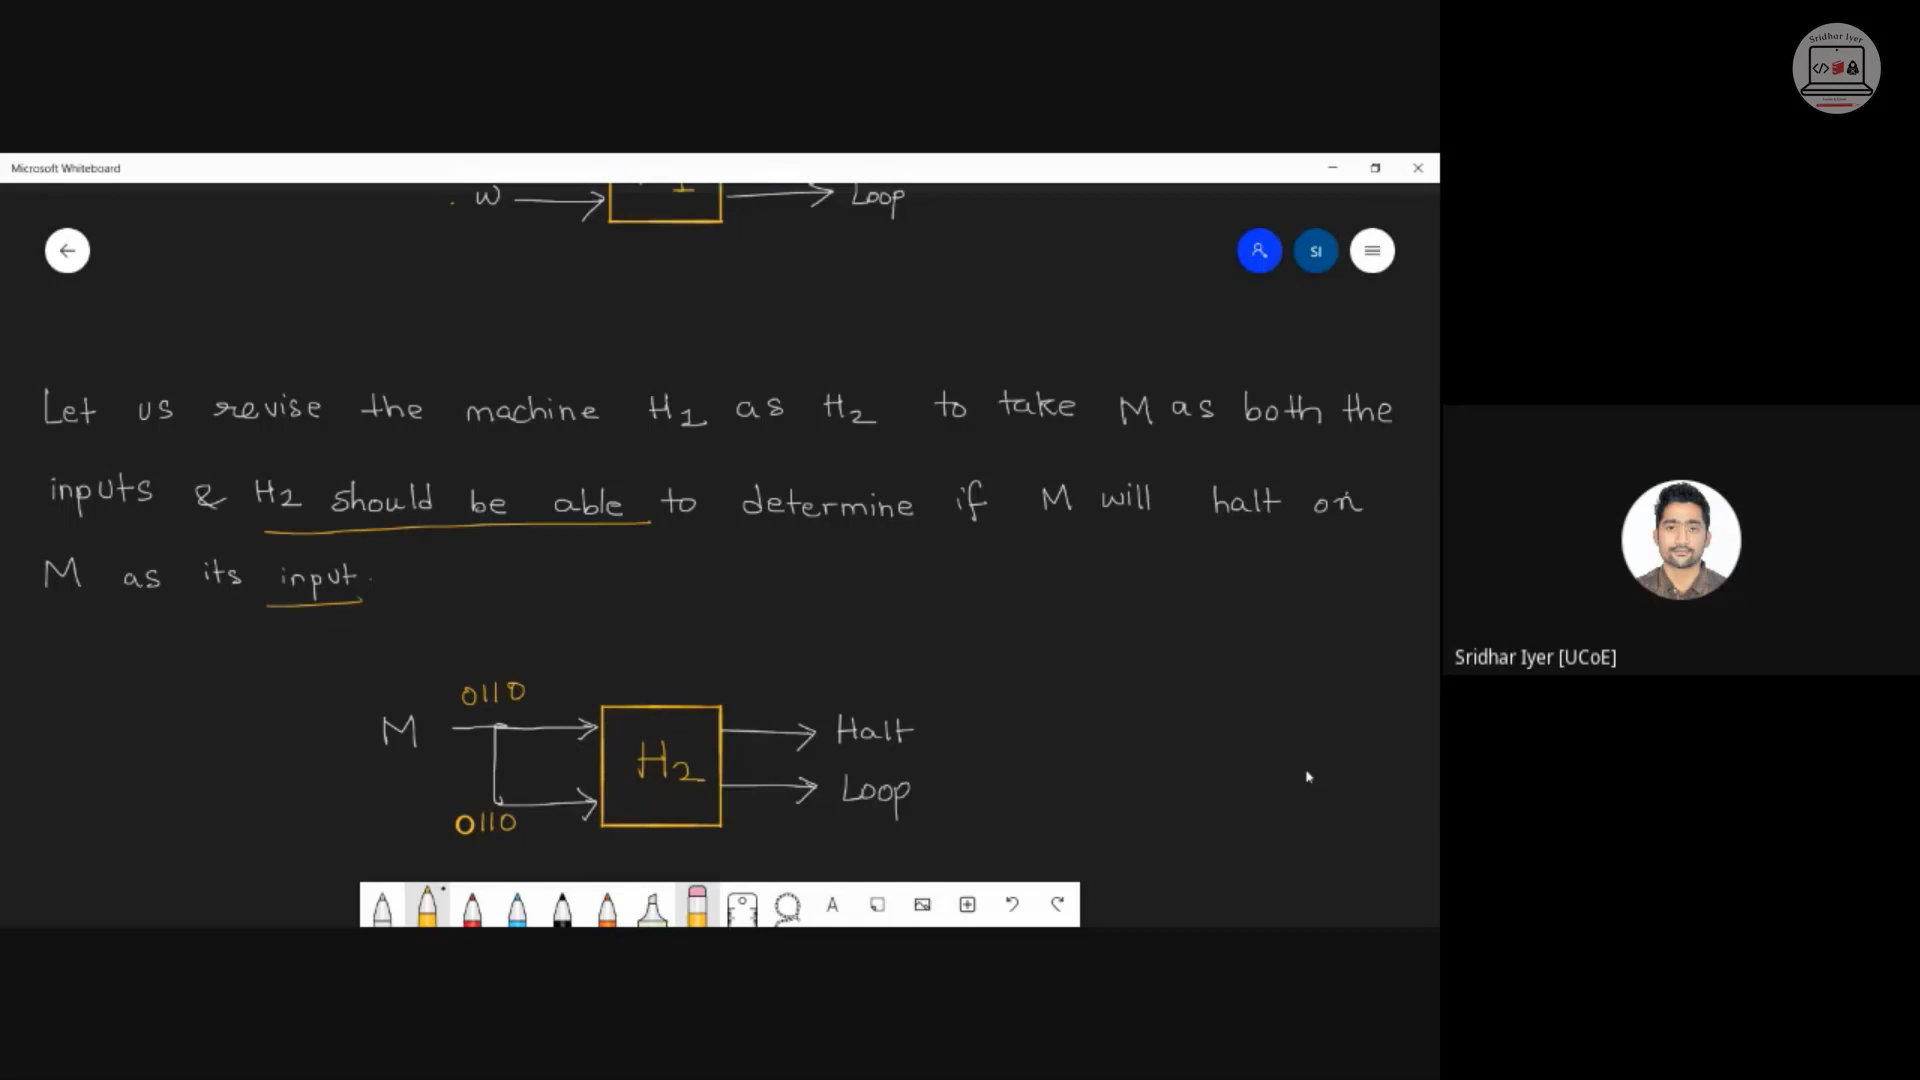 Sridhar Iyer
Microsoft Whiteboard
w Loop
SI
Let us revise the machine H1 as H2 to take M as both the
inputs & H2 should be able to determine if M will halt on
M as its input.
0110
M H2 Halt
Loop
0110
Sridhar Iyer [UCoE]
A